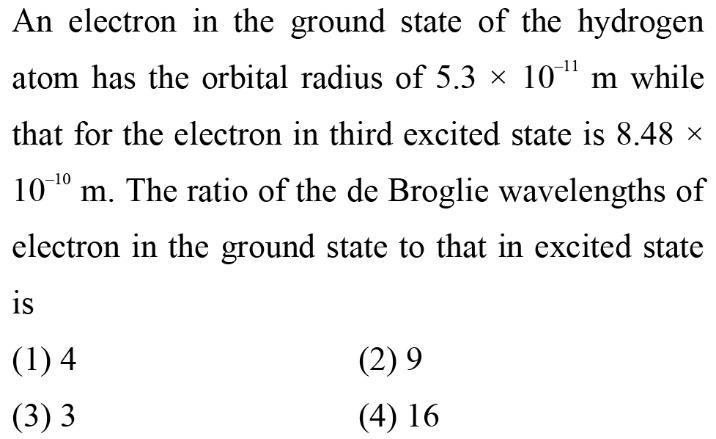 An electron in the ground state of the hydrogen
atom has the orbital radius of 5.3 × 10⁻¹¹ m while
that for the electron in third excited state is 8.48 ×
10⁻¹⁰ m. The ratio of the de Broglie wavelengths of
electron in the ground state to that in excited state
is
(1) 4 (2) 9
(3) 3 (4) 16